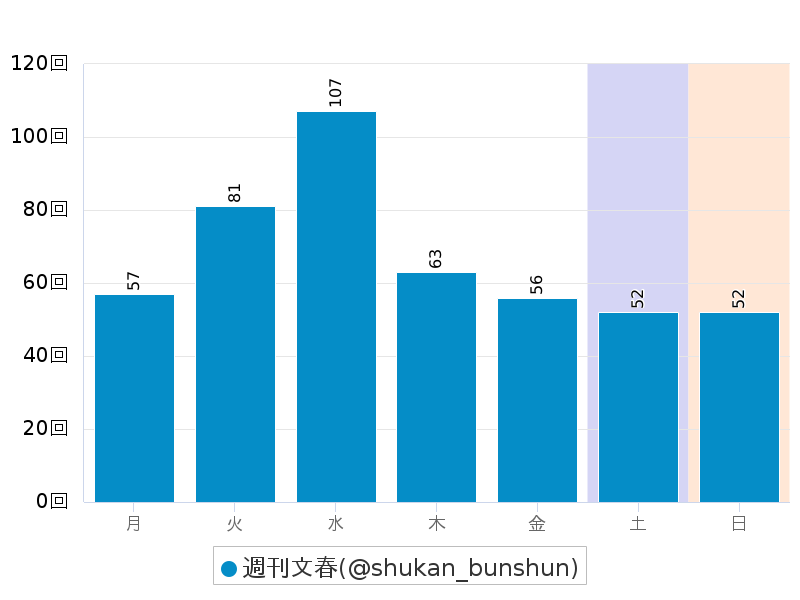 120回
100回
80回
60回
40回
20回
0回
57
81
107
63
56
52
52
月 火 水 木 金 土 日
週刊文春(@shukan_bunshun)